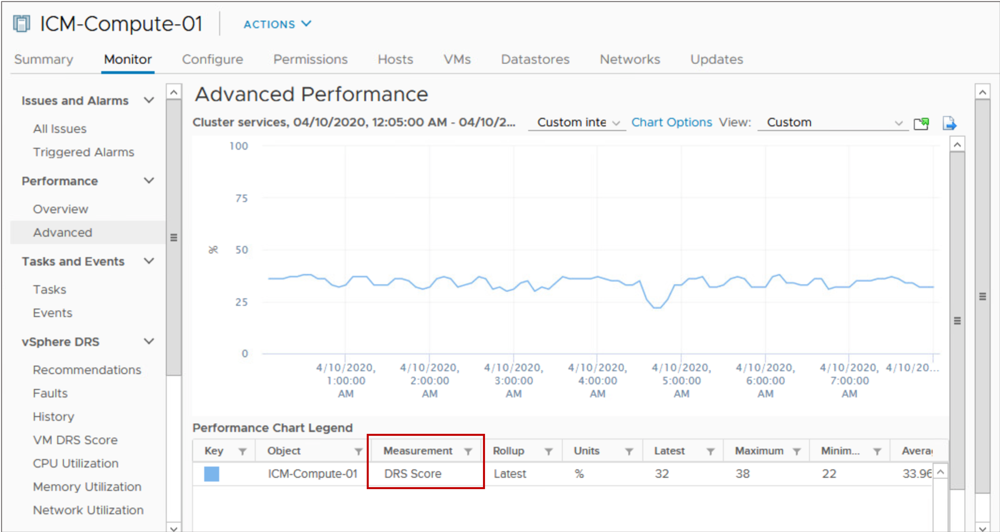 ICM-Compute-01 ACTIONS
Summary Monitor Configure Permissions Hosts VMs Datastores Networks Updates
Issues and Alarms
All Issues
Triggered Alarms
Performance
Overview
Advanced
Tasks and Events
Tasks
Events
vSphere DRS
Recommendations
Faults
History
VM DRS Score
CPU Utilization
Memory Utilization
Network Utilization
Advanced Performance
Cluster services, 04/10/2020, 12:05:00 AM - 04/10/2... Custom inte Chart Options View: Custom
100
75
% 50
25
0
4/10/2020, 4/10/2020, 4/10/2020, 4/10/2020, 4/10/2020, 4/10/2020, 4/10/2020, 4/10/20...
1:00:00 2:00:00 3:00:00 4:00:00 5:00:00 6:00:00 7:00:00
AM AM AM AM AM AM AM
Performance Chart Legend
Key Object Measurement Rollup Units Latest Maximum Minim... Avera
ICM-Compute-01 DRS Score Latest % 32 38 22 33.96